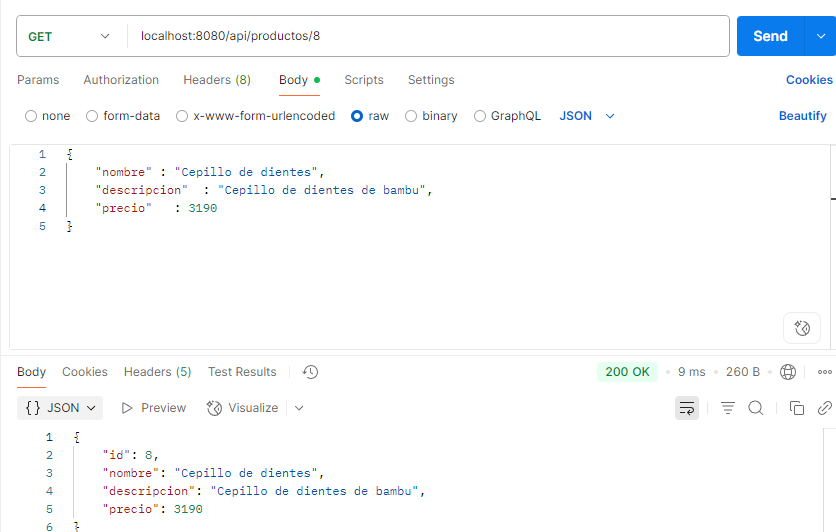 GET localhost:8080/api/productos/8 Send
Params Authorization Headers (8) Body Scripts Settings Cookies
none form-data x-www-form-urlencoded raw binary GraphQL JSON Beautify
1 {
2 "nombre" : "Cepillo de dientes",
3 "descripcion"  : "Cepillo de dientes de bambu",
4 "precio"   : 3190
5 }
Body Cookies Headers (5) Test Results 200 OK • 9 ms • 260 B •
{} JSON Preview Visualize
1 {
2 "id": 8,
3 "nombre": "Cepillo de dientes",
4 "descripcion": "Cepillo de dientes de bambu",
5 "precio": 3190
6 }